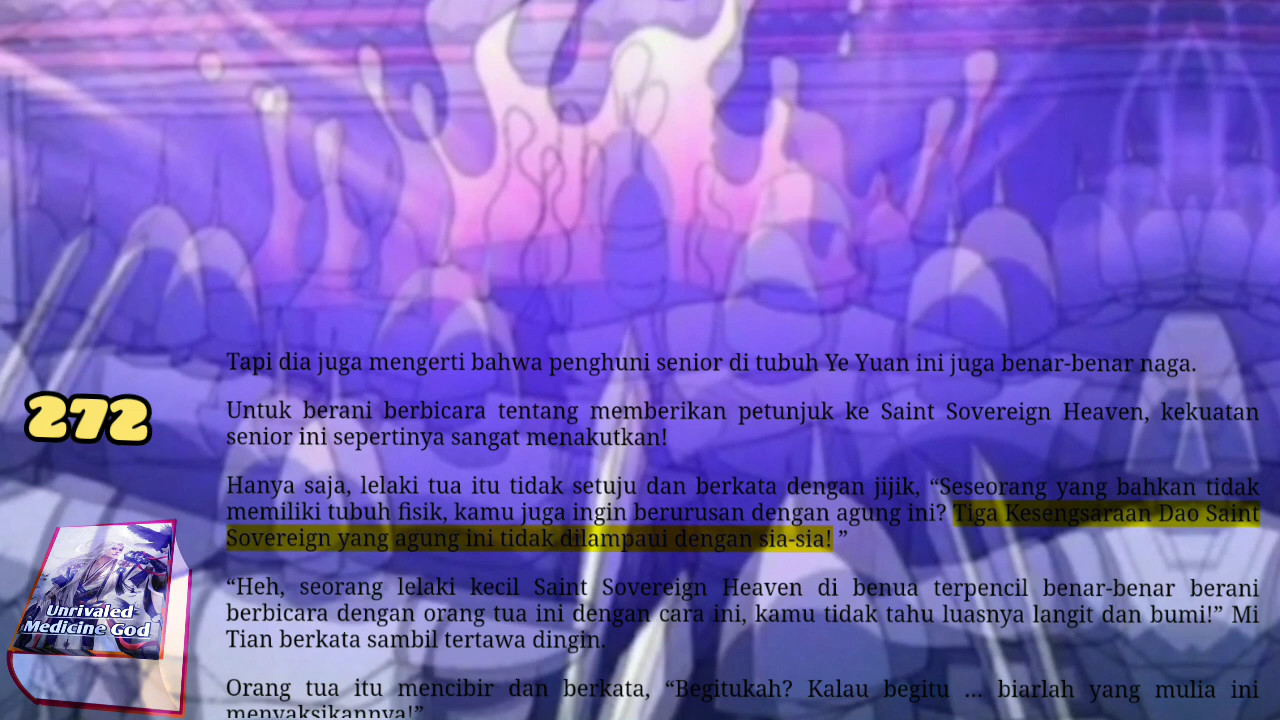 Tapi dia juga mengerti bahwa penghuni senior di tubuh Ye Yuan ini juga benar-benar naga.
272
Untuk berani berbicara tentang memberikan petunjuk ke Saint Sovereign Heaven, kekuatan
senior ini sepertinya sangat menakutkan!
Hanya saja, lelaki tua itu tidak setuju dan berkata dengan jijik, “Seseorang yang bahkan tidak
memiliki tubuh fisik, kamu juga ingin berurusan dengan agung ini? Tiga Kesengsaraan Dao Saint
Sovereign yang agung ini tidak dilampaui dengan sia-sia! ”
“Heh, seorang lelaki kecil Saint Sovereign Heaven di benua terpencil benar-benar berani
berbicara dengan orang tua ini dengan cara ini, kamu tidak tahu luasnya langit dan bumi!” Mi
Tian berkata sambil tertawa dingin.
Unrivaled
Medicine God
Orang tua itu mencibir dan berkata, “Begitukah? Kalau begitu ... biarlah yang mulia ini
menyaksikannya!”